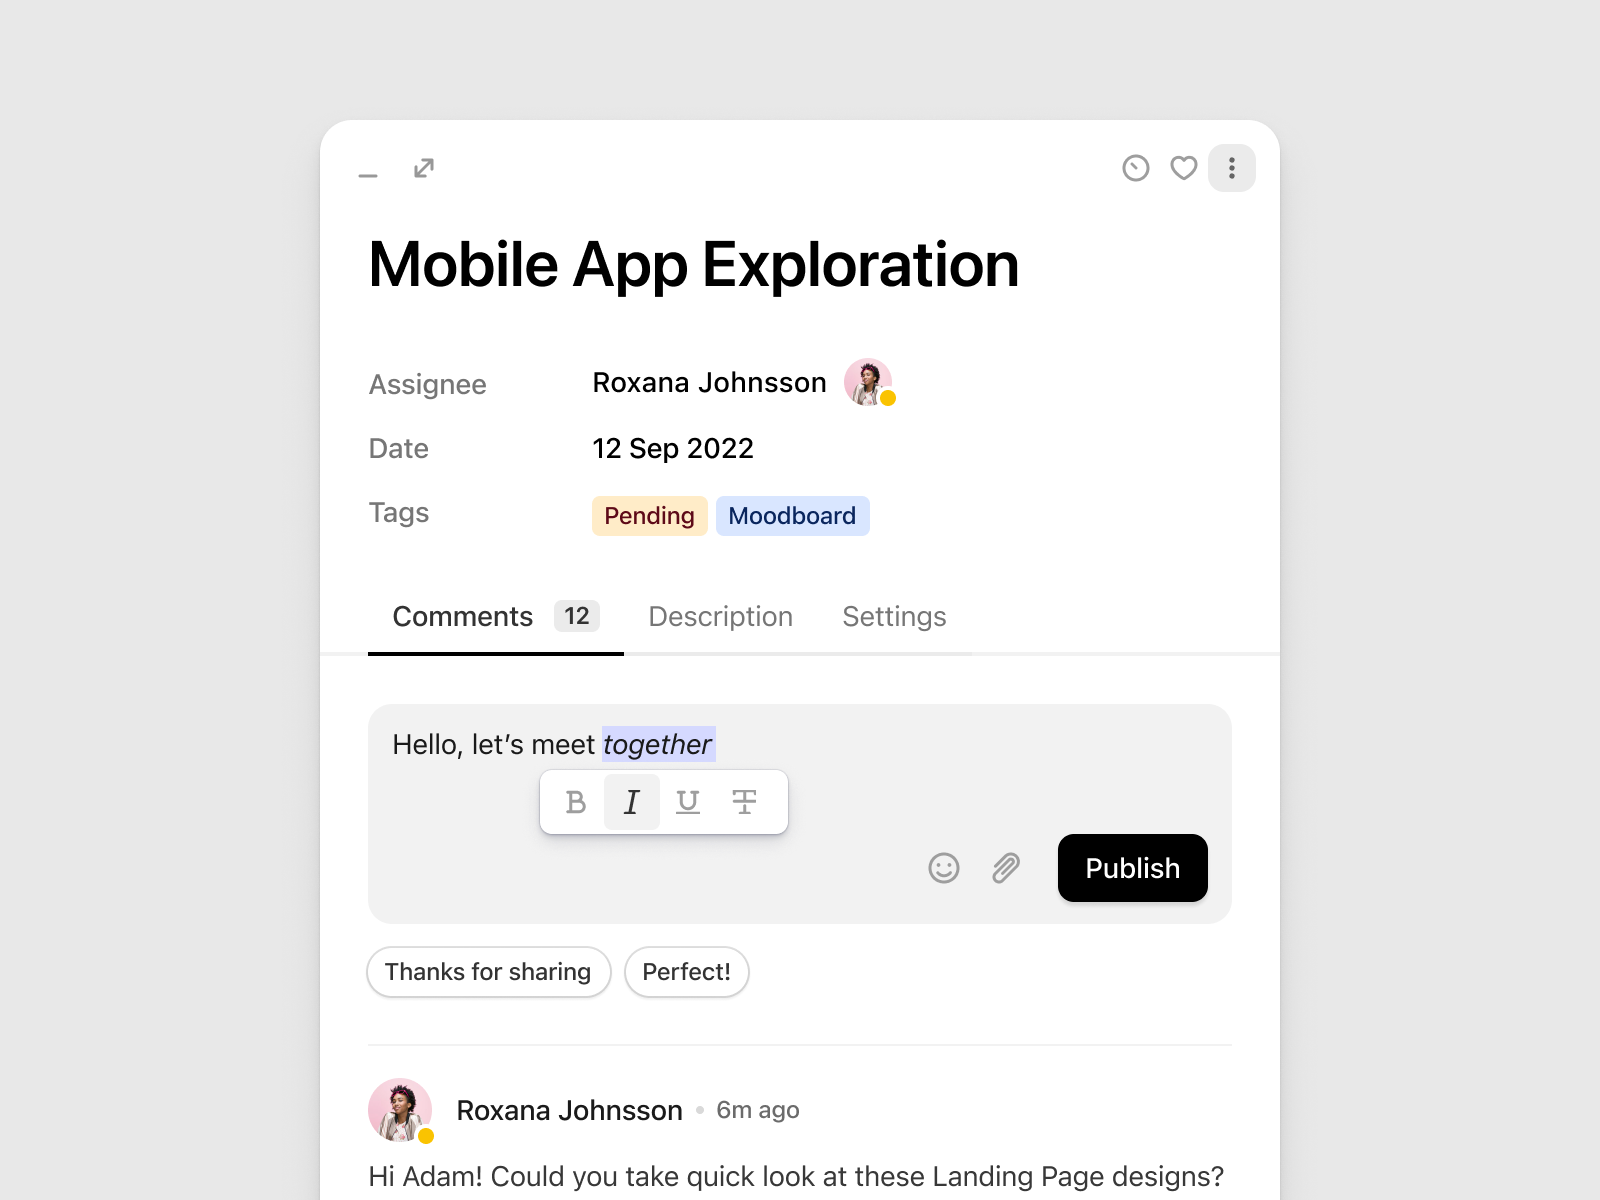 Mobile App Exploration
Assignee Roxana Johnsson
Date 12 Sep 2022
Tags Pending Moodboard
Comments 12 Description Settings
Hello, let’s meet together
B I U T
Publish
Thanks for sharing Perfect!
Roxana Johnsson • 6m ago
Hi Adam! Could you take quick look at these Landing Page designs?